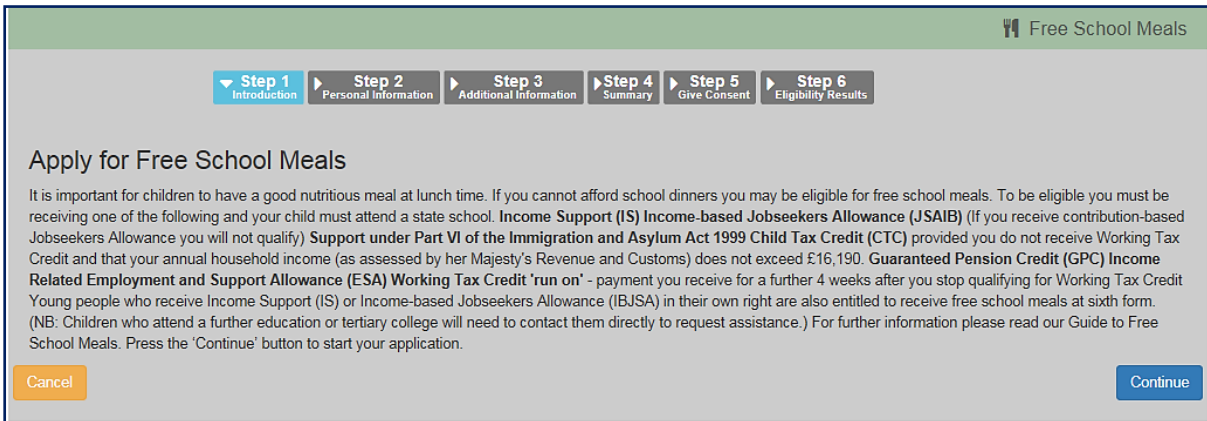 Free School Meals
Step 1
Introduction
Step 2
Personal Information
Step 3
Additional Information
Step 4
Summary
Step 5
Give Consent
Step 6
Eligibility Results
Apply for Free School Meals
It is important for children to have a good nutritious meal at lunch time. If you cannot afford school dinners you may be eligible for free school meals. To be eligible you must be
receiving one of the following and your child must attend a state school. Income Support (IS) Income-based Jobseekers Allowance (JSAIB) (If you receive contribution-based
Jobseekers Allowance you will not qualify) Support under Part VI of the Immigration and Asylum Act 1999 Child Tax Credit (CTC) provided you do not receive Working Tax
Credit and that your annual household income (as assessed by her Majesty's Revenue and Customs) does not exceed £16,190. Guaranteed Pension Credit (GPC) Income
Related Employment and Support Allowance (ESA) Working Tax Credit 'run on' - payment you receive for a further 4 weeks after you stop qualifying for Working Tax Credit
Young people who receive Income Support (IS) or Income-based Jobseekers Allowance (IBJSA) in their own right are also entitled to receive free school meals at sixth form.
(NB: Children who attend a further education or tertiary college will need to contact them directly to request assistance.) For further information please read our Guide to Free
School Meals. Press the ‘Continue’ button to start your application.
Cancel
Continue